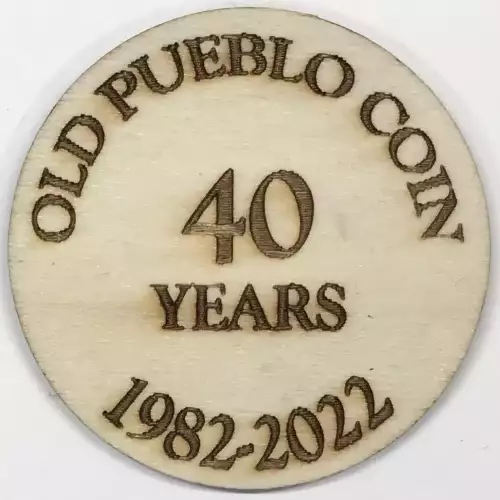 OLD PUEBLO COIN
40
YEARS
1982-2022